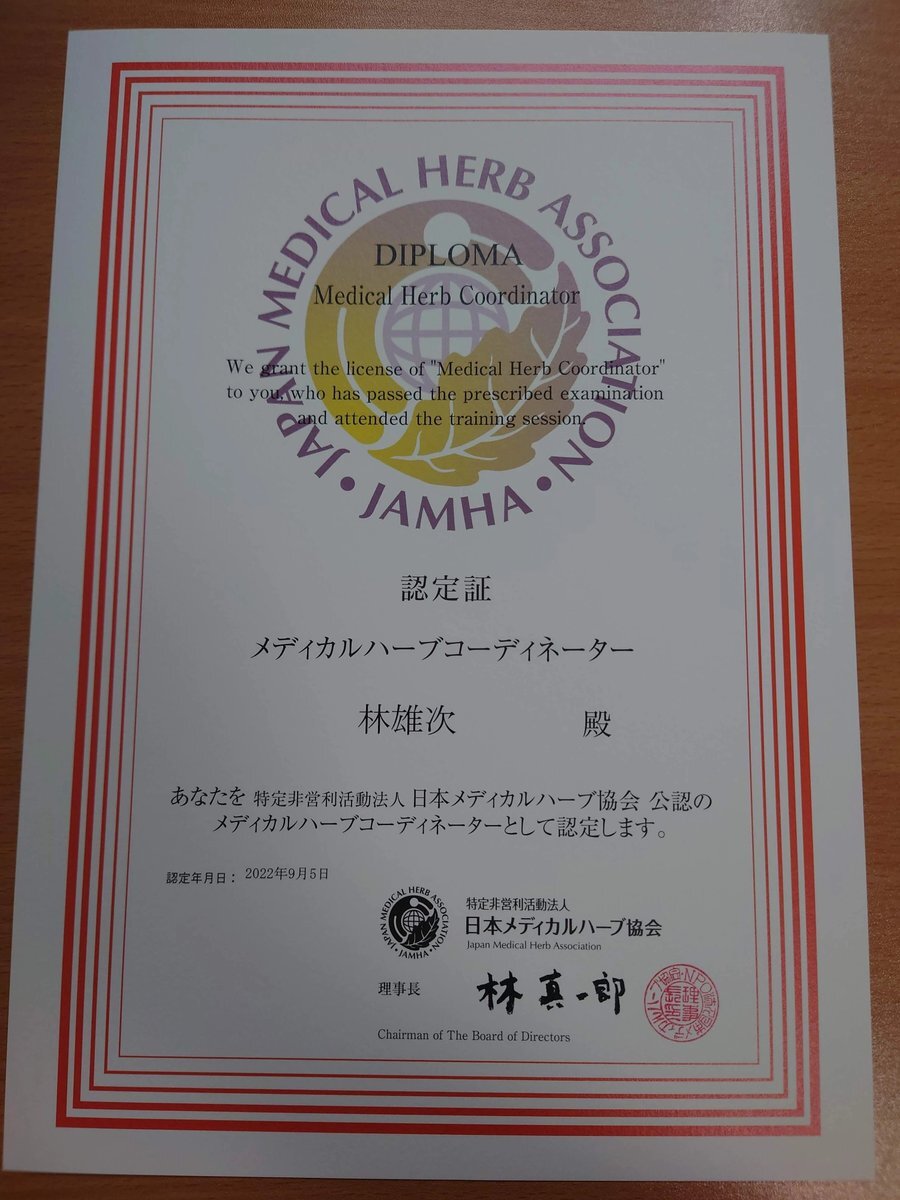 JAPAN MEDICAL HERB ASSOCIATION
• JAMHA •
DIPLOMA
Medical Herb Coordinator
We grant the license of "Medical Herb Coordinator"
to you, who has passed the prescribed examination
and attended the training session.
認定証
メディカルハーブコーディネーター
林雄次 殿
あなたを 特定非営利活動法人 日本メディカルハーブ協会 公認の
メディカルハーブコーディネーターとして認定します。
認定年月日： 2022年9月5日
JAPAN MEDICAL HERB ASSOCIATION
• JAMHA •
特定非営利活動法人
日本メディカルハーブ協会
Japan Medical Herb Association
理事長 林真一郎
Chairman of The Board of Directors